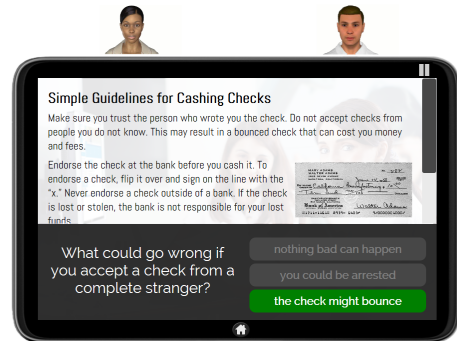 Simple Guidelines for Cashing Checks
Make sure you trust the person who wrote you the check. Do not accept checks from
people you do not know. This may result in a bounced check that can cost you money
and fees.
Endorse the check at the bank before you cash it. To
endorse a check, flip it over and sign on the line with the
"x." Never endorse a check outside of a bank. If the check
is lost or stolen, the bank is not responsible for your lost
funds
Bank of America
What could go wrong if
you accept a check from a
complete stranger?
nothing bad can happen
you could be arrested
the check might bounce